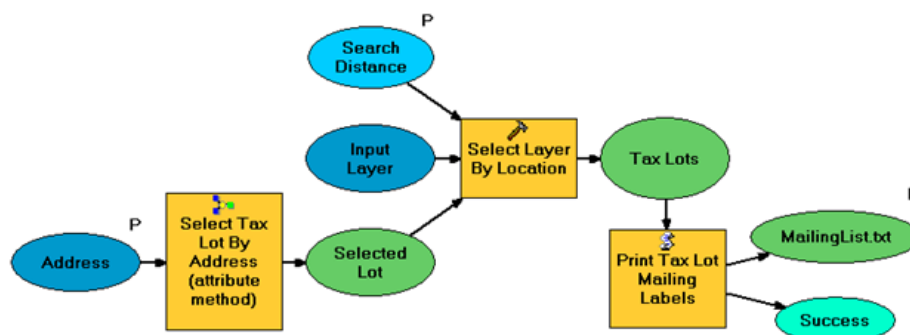 P
Search
Distance
Input
Layer
Select Layer
By Location
Tax Lots
P
Address
Select Tax
Lot By
Address
(attribute
method)
Selected
Lot
Print Tax Lot
Mailing
Labels
MailingList.txt
Success